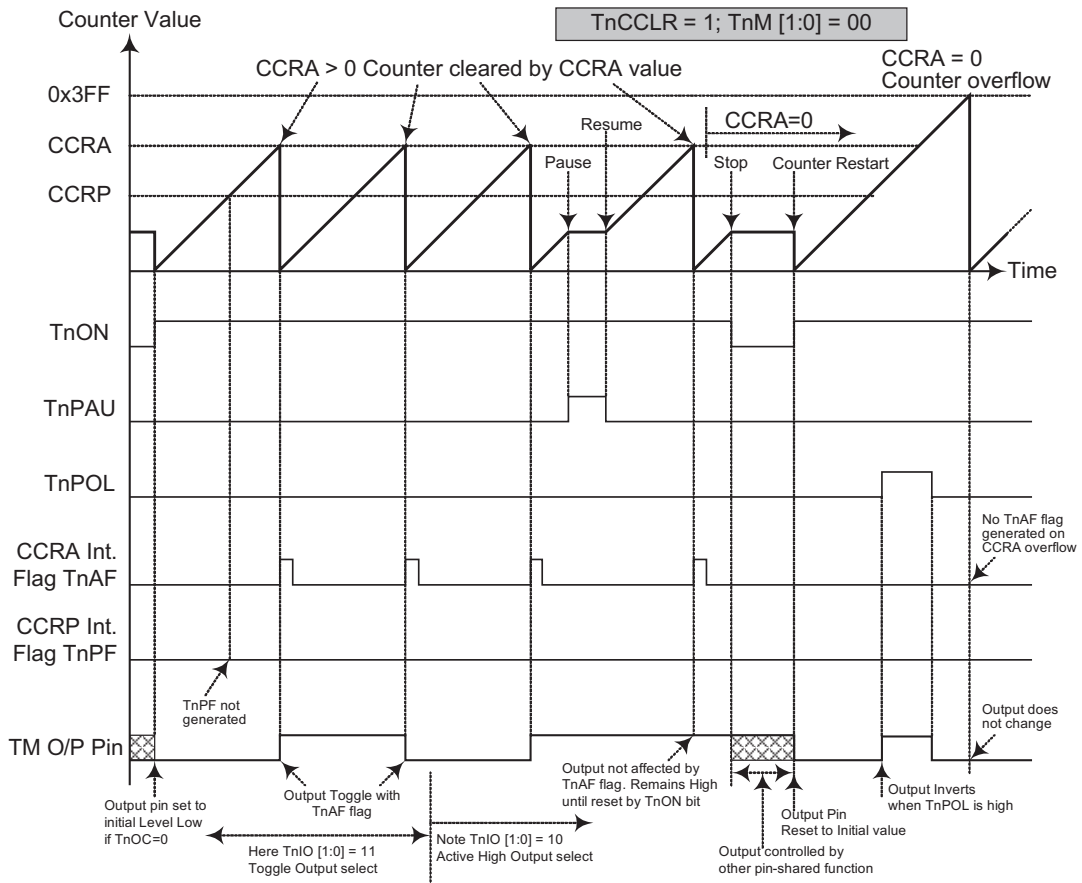 Counter Value
TnCCLR = 1; TnM [1:0] = 00
CCRA > 0 Counter cleared by CCRA value
CCRA = 0
Counter overflow
0x3FF
CCRA
CCRP
Resume
CCRA=0
Pause
Stop
Counter Restart
Time
TnON
TnPAU
TnPOL
No TnAF flag
generated on
CCRA overflow
CCRA Int.
Flag TnAF
CCRP Int.
Flag TnPF
TnPF not
generated
Output does
not change
TM O/P Pin
Output pin set to
initial Level Low
if TnOC=0
Output Toggle with
TnAF flag
Output not affected by
TnAF flag. Remains High
until reset by TnON bit
Output Inverts
when TnPOL is high
Output Pin
Reset to Initial value
Here TnIO [1:0] = 11
Toggle Output select
Note TnIO [1:0] = 10
Active High Output select
Output controlled by
other pin-shared function